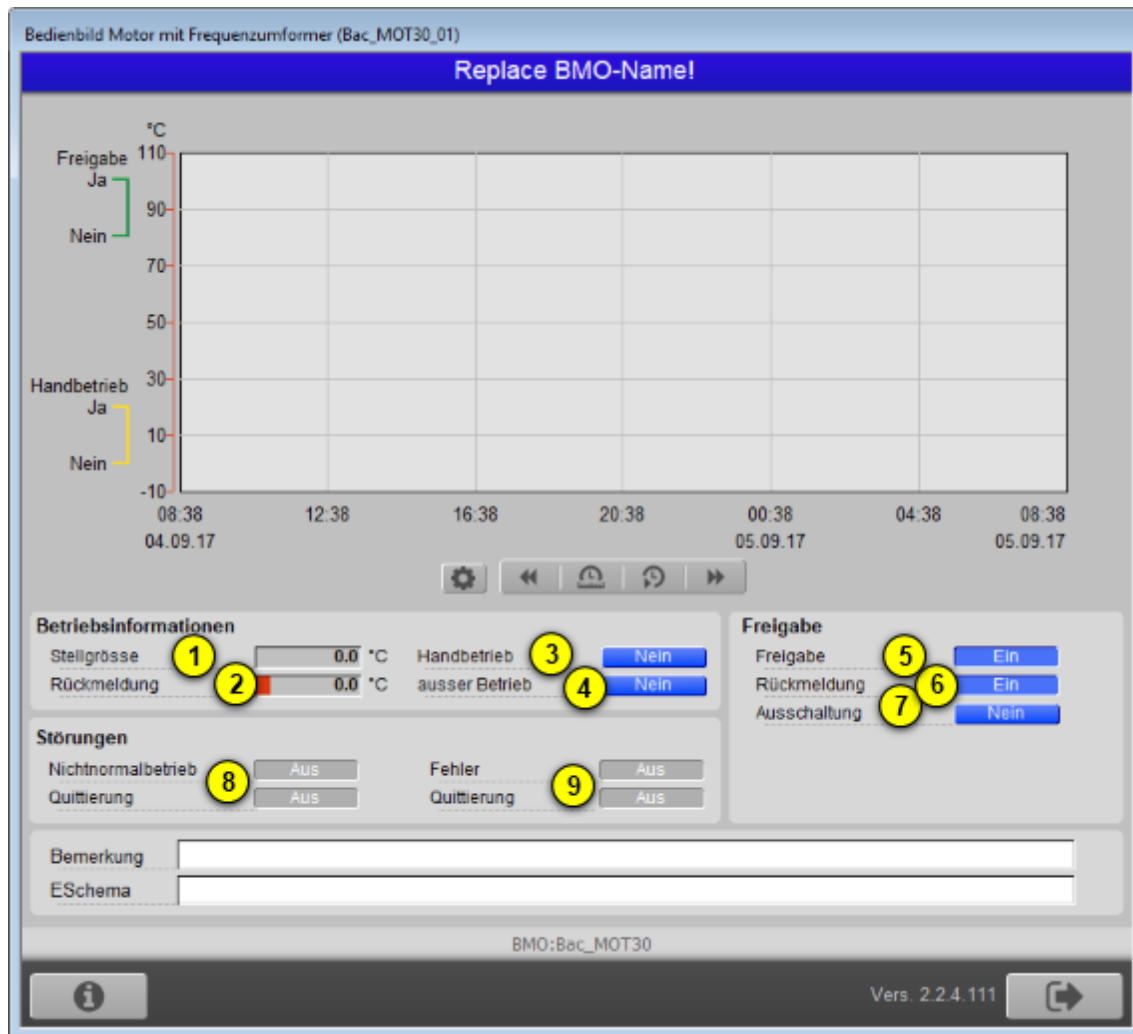 Bedienbild Motor mit Frequenzumformer (Bac_MOT30_01)
Replace BMO-Name!
°C
Freigabe
Ja
Nein
Handbetrieb
Ja
Nein
110
90
70
50
30
10
-10
08:38 12:38 16:38 20:38 00:38 04:38 08:38
04.09.17 05.09.17 05.09.17
Betriebsinformationen
Stellgrösse 1 0.0 °C Handbetrieb 3 Nein
Rückmeldung 2 0.0 °C ausser Betrieb 4 Nein
Freigabe
Freigabe 5 Ein
Rückmeldung 6 Ein
Ausschaltung 7 Nein
Störungen
Nichtnormalbetrieb 8 Aus Fehler 9 Aus
Quittierung Aus Quittierung Aus
Bemerkung
ESchema
BMO:Bac_MOT30
Vers. 2.2.4.111